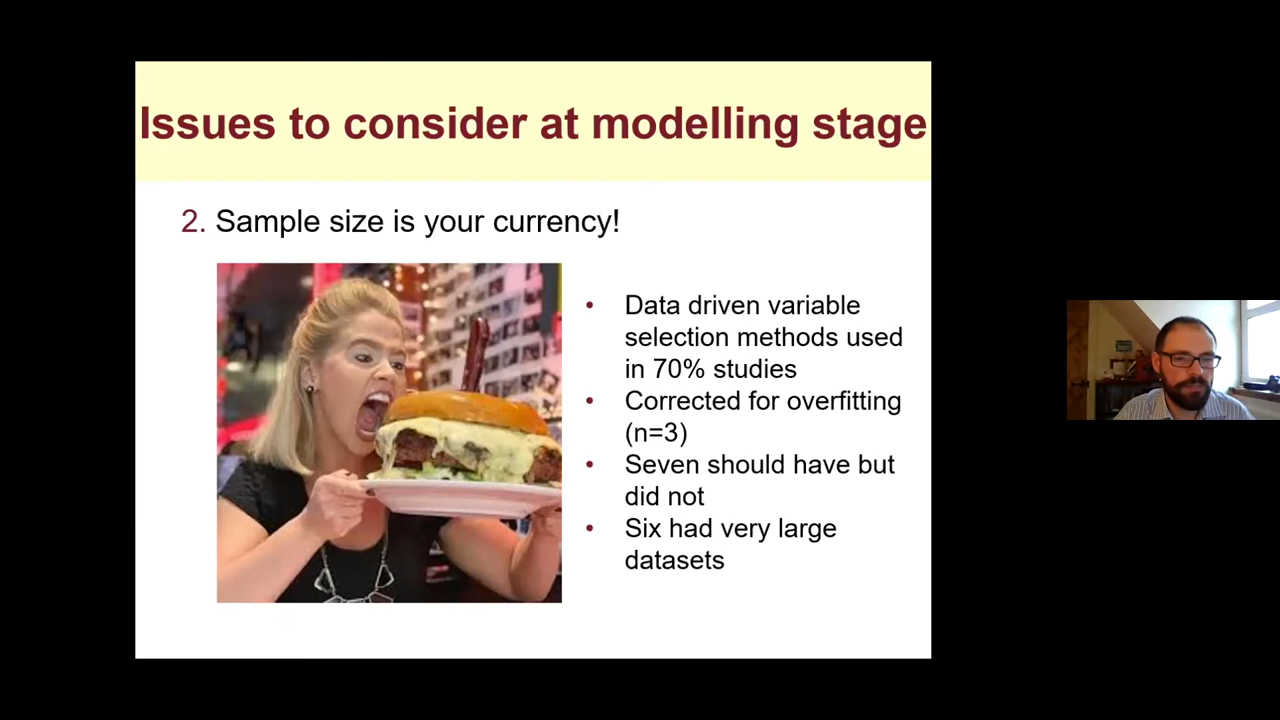 Issues to consider at modelling stage
2. Sample size is your currency!
• Data driven variable
selection methods used
in 70% studies
• Corrected for overfitting
(n=3)
• Seven should have but
did not
• Six had very large
datasets